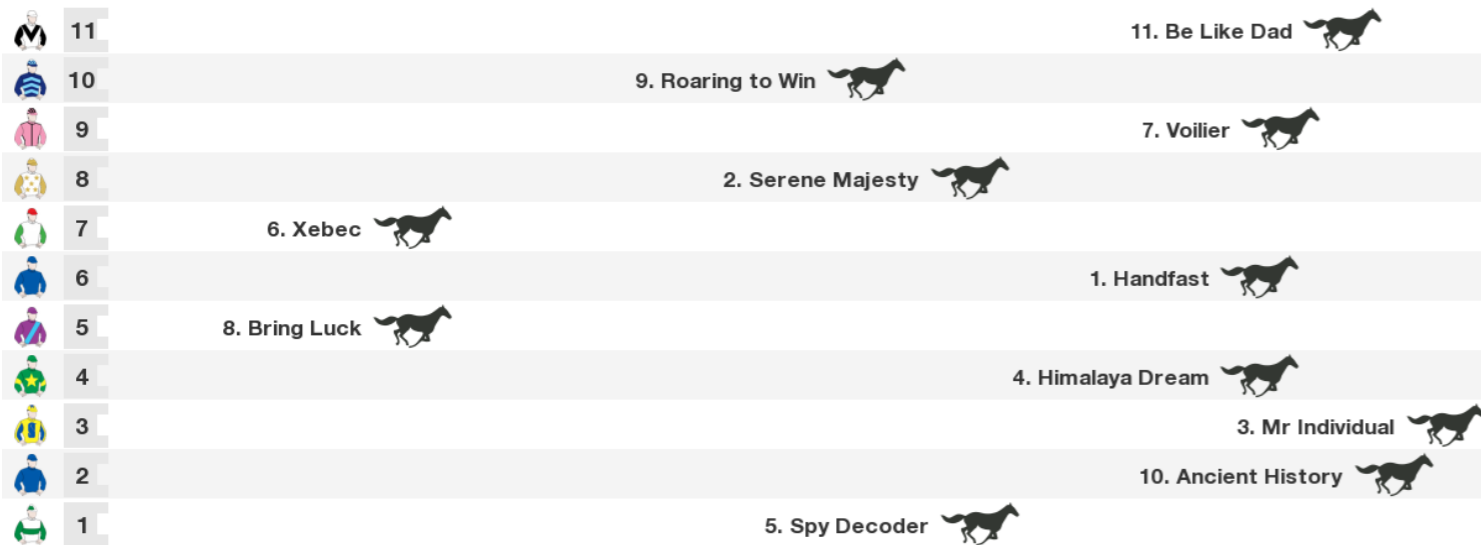 11 11. Be Like Dad
10 9. Roaring to Win
9 7. Voilier
8 2. Serene Majesty
7 6. Xebec
6 1. Handfast
5 8. Bring Luck
4 4. Himalaya Dream
3 3. Mr Individual
2 10. Ancient History
1 5. Spy Decoder